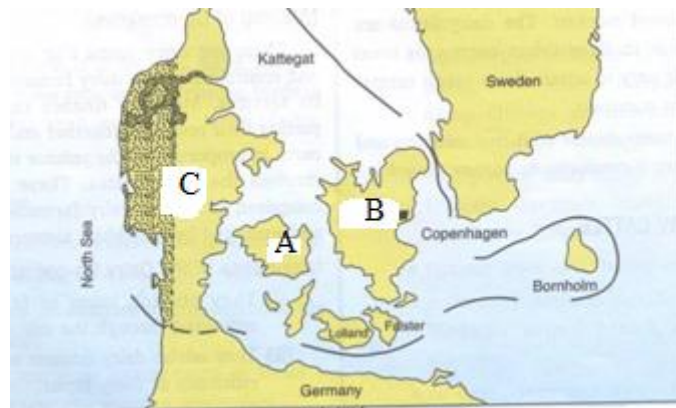 Kattegat
Sweden
C
B
Copenhagen
A
North Sea
Bornholm
Lolland
Falster
Germany